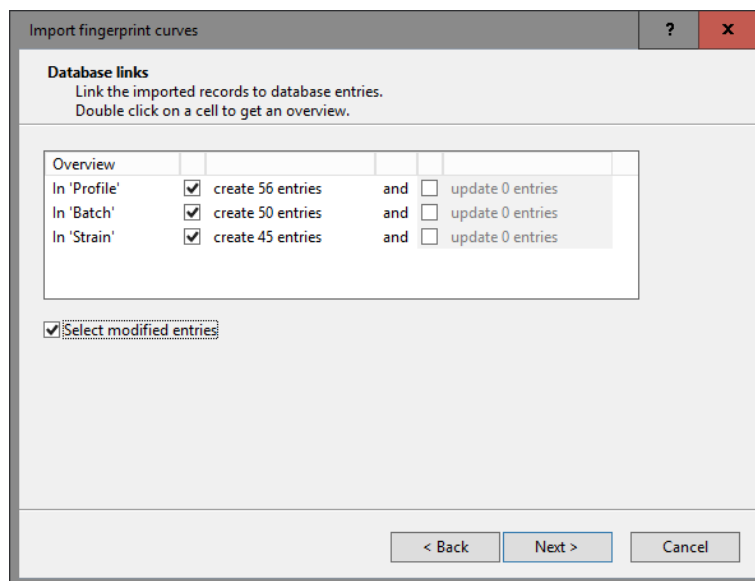 Import fingerprint curves ? x
Database links
Link the imported records to database entries.
Double click on a cell to get an overview.
Overview
In 'Profile' create 56 entries and update 0 entries
In 'Batch' create 50 entries and update 0 entries
In 'Strain' create 45 entries and update 0 entries
Select modified entries
< Back Next > Cancel